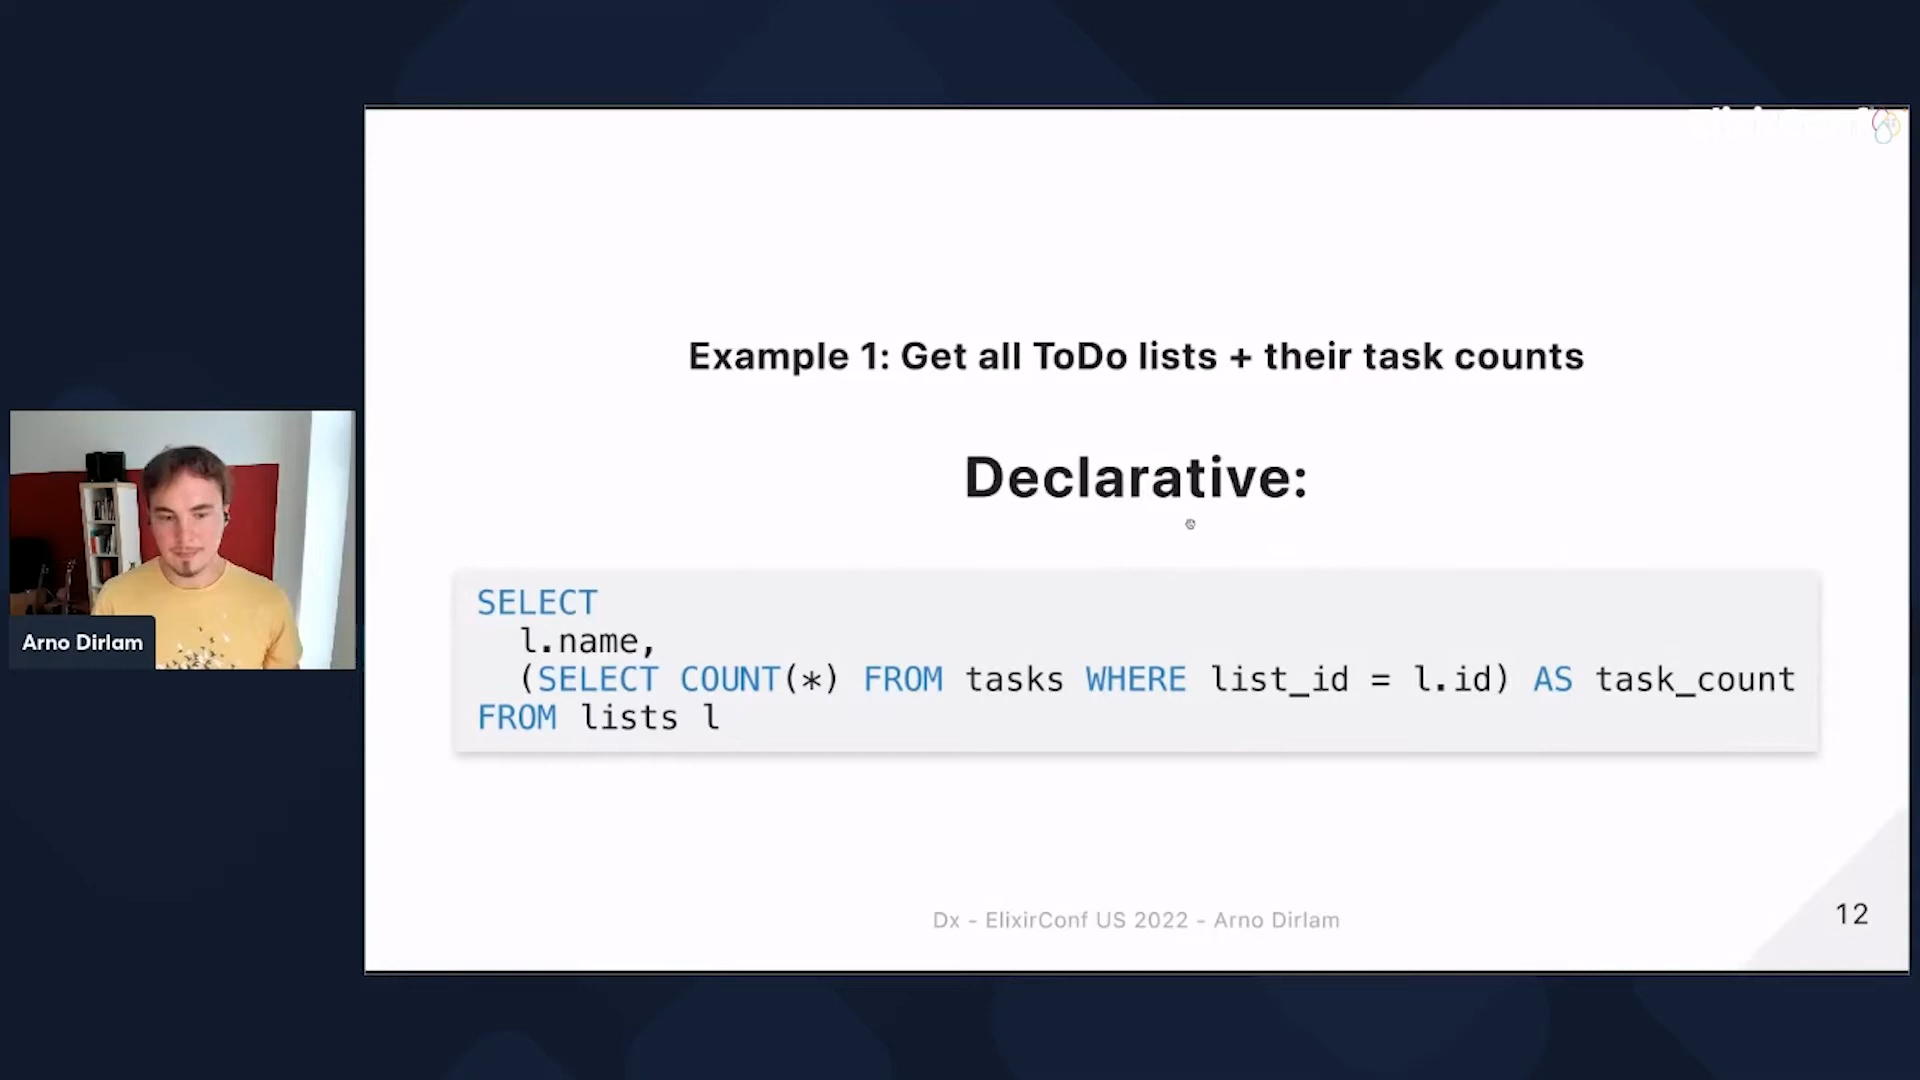 Example 1: Get all ToDo lists + their task counts
Declarative:
SELECT
l.name,
(SELECT COUNT(*) FROM tasks WHERE list_id = l.id) AS task_count
FROM lists l
Arno Dirlam
Dx - ElixirConf US 2022 - Arno Dirlam
12